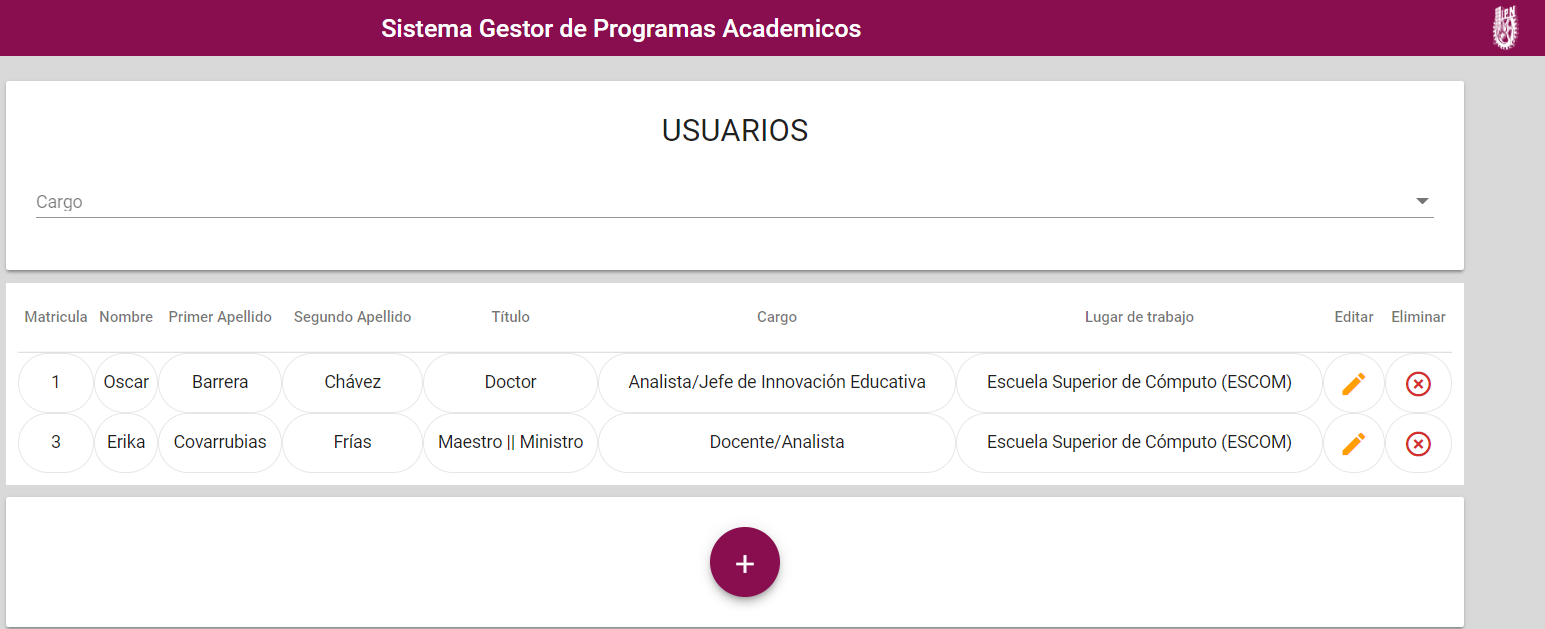 Sistema Gestor de Programas Academicos
IPN
USUARIOS
Cargo
Matricula Nombre Primer Apellido Segundo Apellido Título Cargo Lugar de trabajo Editar Eliminar
1 Oscar Barrera Chávez Doctor Analista/Jefe de Innovación Educativa Escuela Superior de Cómputo (ESCOM)
3 Erika Covarrubias Frías Maestro || Ministro Docente/Analista Escuela Superior de Cómputo (ESCOM)
+